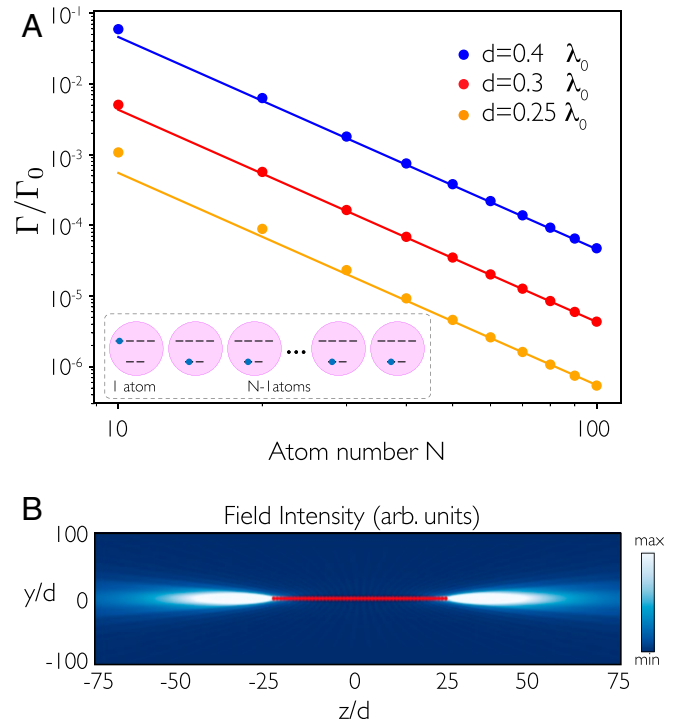 A
10⁻¹
10⁻²
10⁻³
10⁻⁴
10⁻⁵
10⁻⁶
Γ/Γ₀
d=0.4 λ₀
d=0.3 λ₀
d=0.25 λ₀
1 atom
N-1atoms
10
100
Atom number N
B
Field Intensity (arb. units)
100
0
-100
y/d
max
min
-75 -50 -25 0 25 50 75
z/d